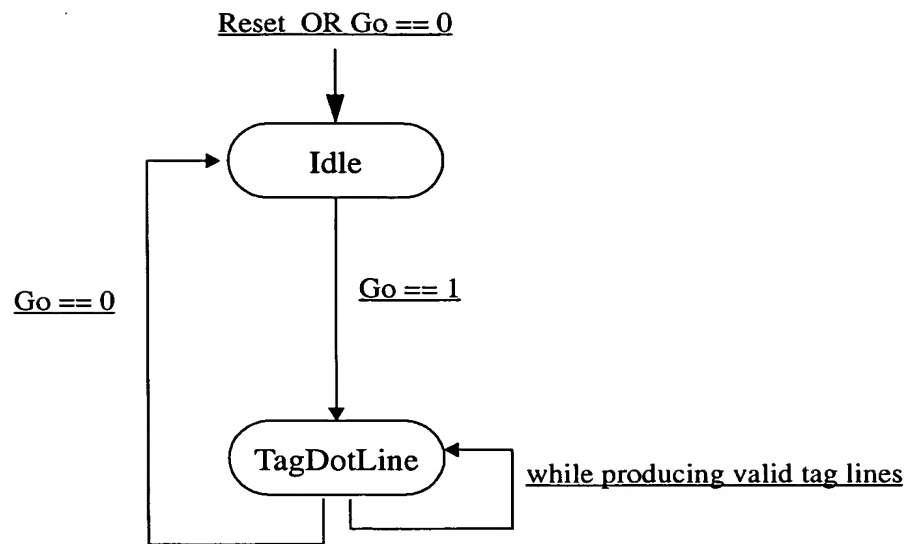 Reset OR Go == 0
Idle
Go == 0
Go == 1
TagDotLine
while producing valid tag lines